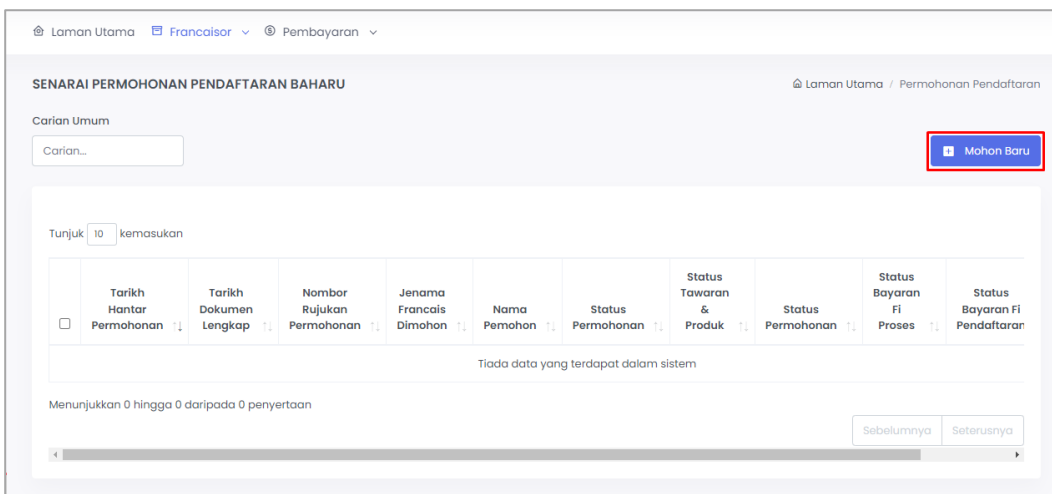 Laman Utama Francaisor Pembayaran
SENARAI PERMOHONAN PENDAFTARAN BAHARU
Laman Utama / Permohonan Pendaftaran
Carian Umum
Carian...
Mohon Baru
Tunjuk 10 kemasukan
Tarikh Hantar Permohonan
Tarikh Dokumen Lengkap
Nombor Rujukan Permohonan
Jenama Francais Dimohon
Nama Pemohon
Status Permohonan
Status Tawaran & Produk
Status Permohonan
Status Bayaran Fi Proses
Status Bayaran Fi Pendaftaran
Tiada data yang terdapat dalam sistem
Menunjukkan 0 hingga 0 daripada 0 penyertaan
Sebelumnya Seterusnya